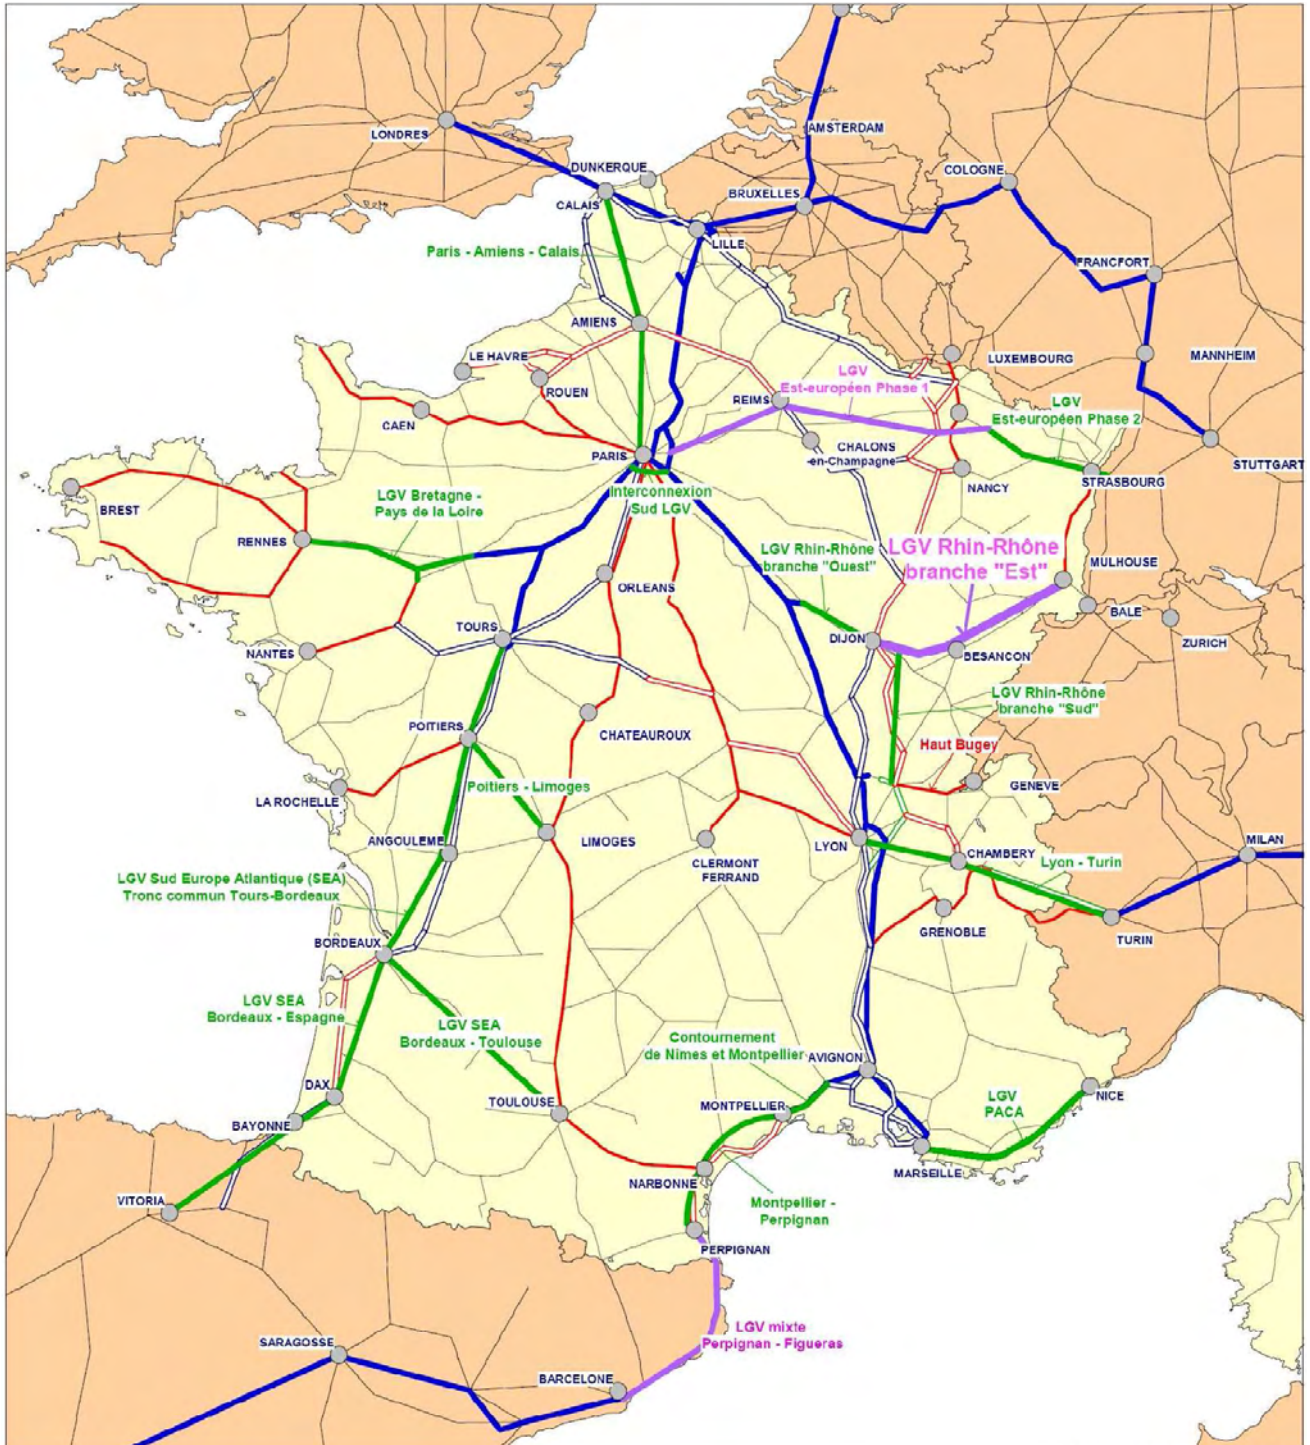 LONDRES
DUNKERQUE
CALAIS
AMSTERDAM
BRUXELLES
COLOGNE
LILLE
Paris - Amiens - Calais
FRANCFORT
AMIENS
LE HAVRE
ROUEN
LUXEMBOURG
MANNHEIM
LGV
Est-européen Phase 1
REIMS
LGV
Est-européen Phase 2
CAEN
PARIS
CHALONS
-en-Champagne
NANCY
STUTTGART
STRASBOURG
BREST
LGV Bretagne -
Pays de la Loire
Interconnexion
Sud LGV
RENNES
LGV Rhin-Rhône
branche "Ouest"
LGV Rhin-Rhône
branche "Est"
MULHOUSE
ORLEANS
BALE
ZURICH
TOURS
NANTES
DIJON
BESANCON
LGV Rhin-Rhône
branche "Sud"
POITIERS
CHATEAUROUX
Haut Bugey
GENEVE
LA ROCHELLE
Poitiers - Limoges
ANGOULEME
LIMOGES
CLERMONT
FERRAND
LYON
CHAMBERY
Lyon - Turin
MILAN
LGV Sud Europe Atlantique (SEA)
Tronc commun Tours-Bordeaux
GRENOBLE
TURIN
BORDEAUX
LGV SEA
Bordeaux - Espagne
LGV SEA
Bordeaux - Toulouse
Contournement
de Nimes et Montpellier
AVIGNON
DAX
TOULOUSE
MONTPELLIER
LGV
PACA
NICE
BAYONNE
MARSEILLE
NARBONNE
VITORIA
Montpellier -
Perpignan
PERPIGNAN
LGV mixte
Perpignan - Figueras
SARAGOSSE
BARCELONE